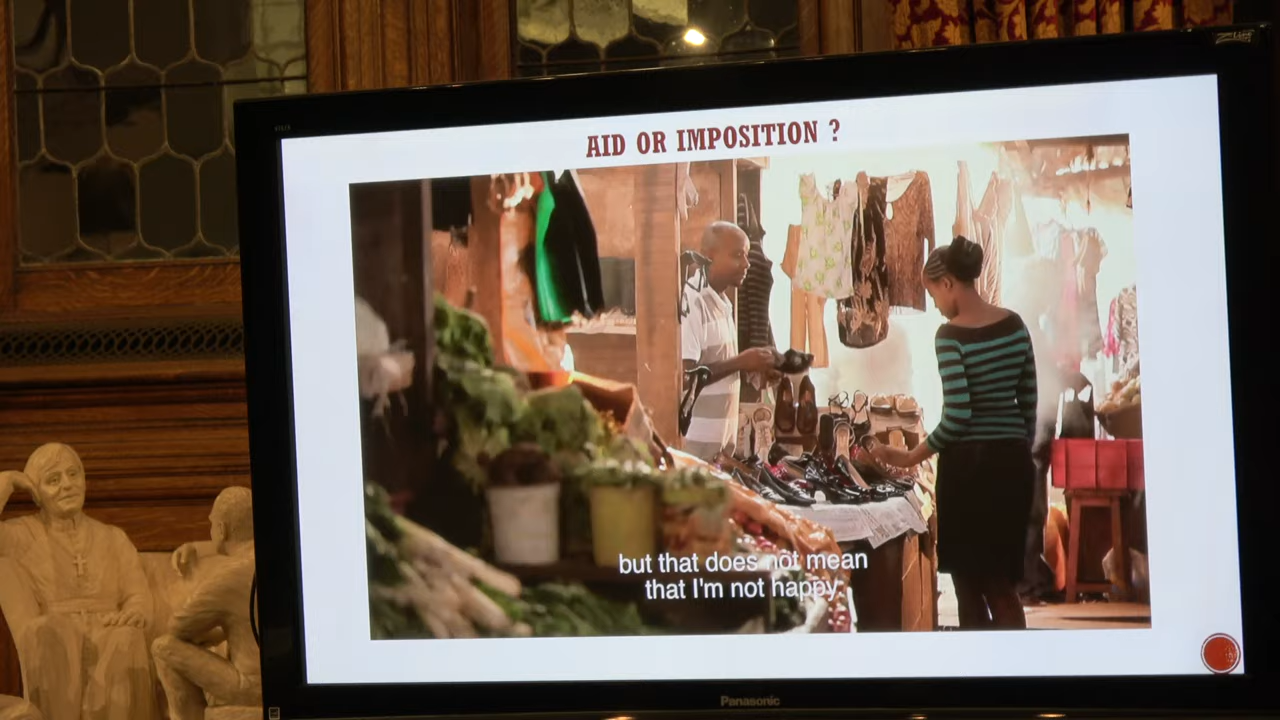 AID OR IMPOSITION ?
but that does not mean
that I'm not happy.
Panasonic